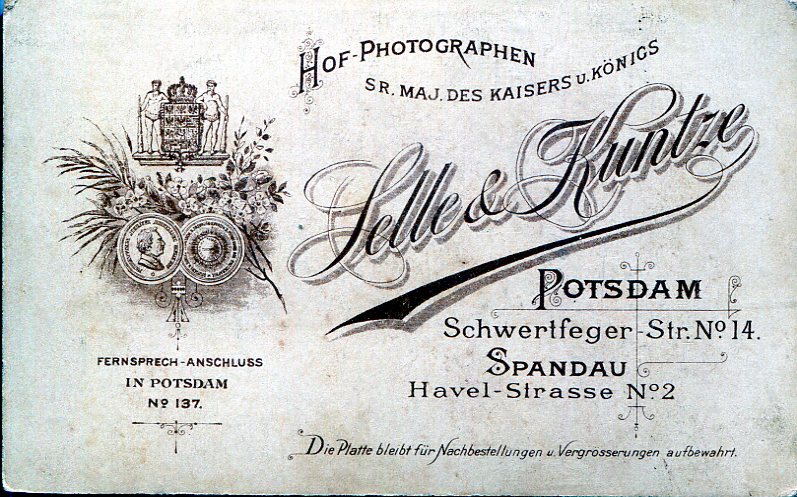 HOF-PHOTOGRAPHEN
SR. MAJ. DES KAISERS U. KÖNIGS
Selle & Kuntze
POTSDAM
Schwertfeger-Str. No 14.
SPANDAU
Havel-Strasse No 2
FERNSPRECH-ANSCHLUSS
IN POTSDAM
No 137.
Die Platte bleibt für Nachbestellungen u. Vergrösserungen aufbewahrt.